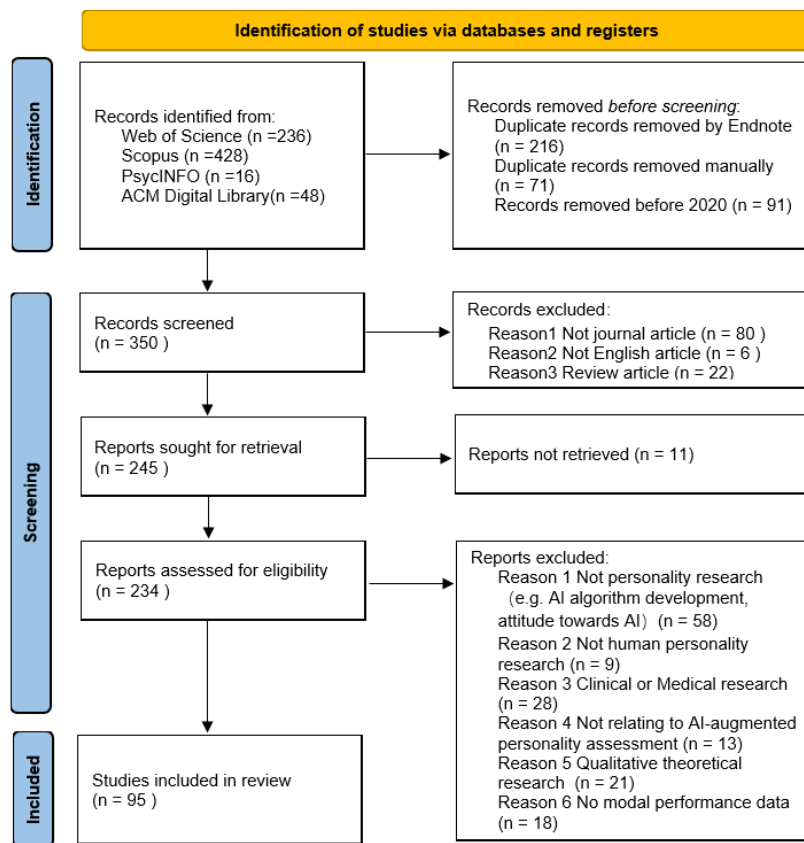 Identification of studies via databases and registers
Identification
Records identified from:
Web of Science (n =236)
Scopus (n =428)
PsycINFO (n =16)
ACM Digital Library(n =48)
Records removed before screening:
Duplicate records removed by Endnote
(n = 216)
Duplicate records removed manually
(n = 71)
Records removed before 2020 (n = 91)
Screening
Records screened
(n = 350 )
Records excluded:
Reason1 Not journal article (n = 80 )
Reason2 Not English article (n = 6 )
Reason3 Review article (n = 22)
Reports sought for retrieval
(n = 245 )
Reports not retrieved (n = 11)
Reports assessed for eligibility
(n = 234 )
Reports excluded:
Reason 1 Not personality research
（e.g. AI algorithm development,
attitude towards AI）(n = 58)
Reason 2 Not human personality
research (n = 9)
Reason 3 Clinical or Medical research
(n = 28)
Reason 4 Not relating to AI-augmented
personality assessment (n = 13)
Reason 5 Qualitative theoretical
research (n = 21)
Reason 6 No modal performance data
(n = 18)
Included
Studies included in review
(n = 95 )